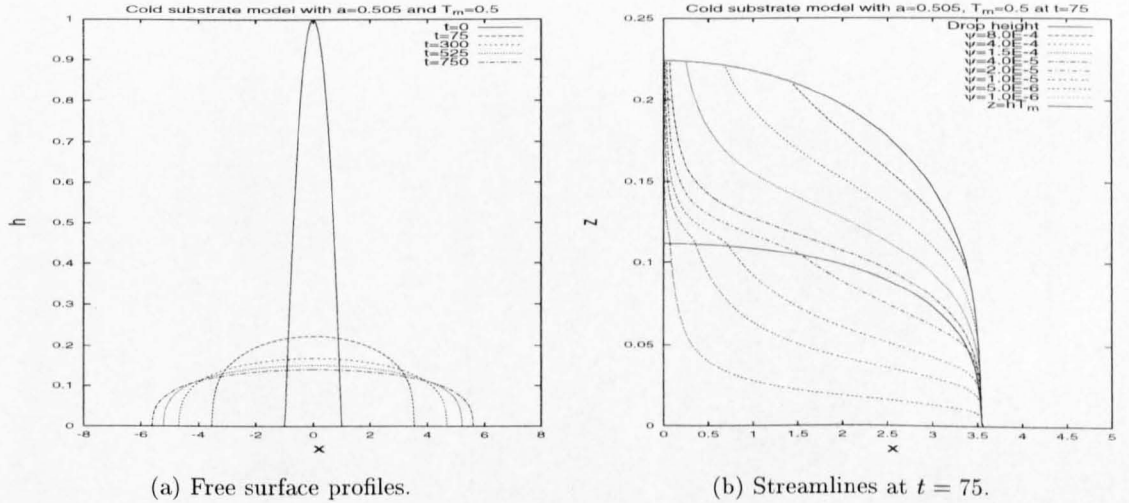 Cold substrate model with a=0.505 and T_m=0.5
t=0
t=75
t=300
t=525
t=750
1
0.9
0.8
0.7
0.6
0.5
0.4
0.3
0.2
0.1
0
h
-8
-6
-4
-2
0
2
4
6
8
x
(a) Free surface profiles.
Cold substrate model with a=0.505, T_m=0.5 at t=75
Drop height
ψ=8.0E-4
ψ=4.0E-4
ψ=1.5E-4
ψ=4.0E-5
ψ=2.0E-5
ψ=1.0E-5
ψ=5.0E-6
ψ=1.0E-6
z=hT_m
0.25
0.2
0.15
0.1
0.05
0
z
0
0.5
1
1.5
2
2.5
3
3.5
4
4.5
5
x
(b) Streamlines at t = 75.